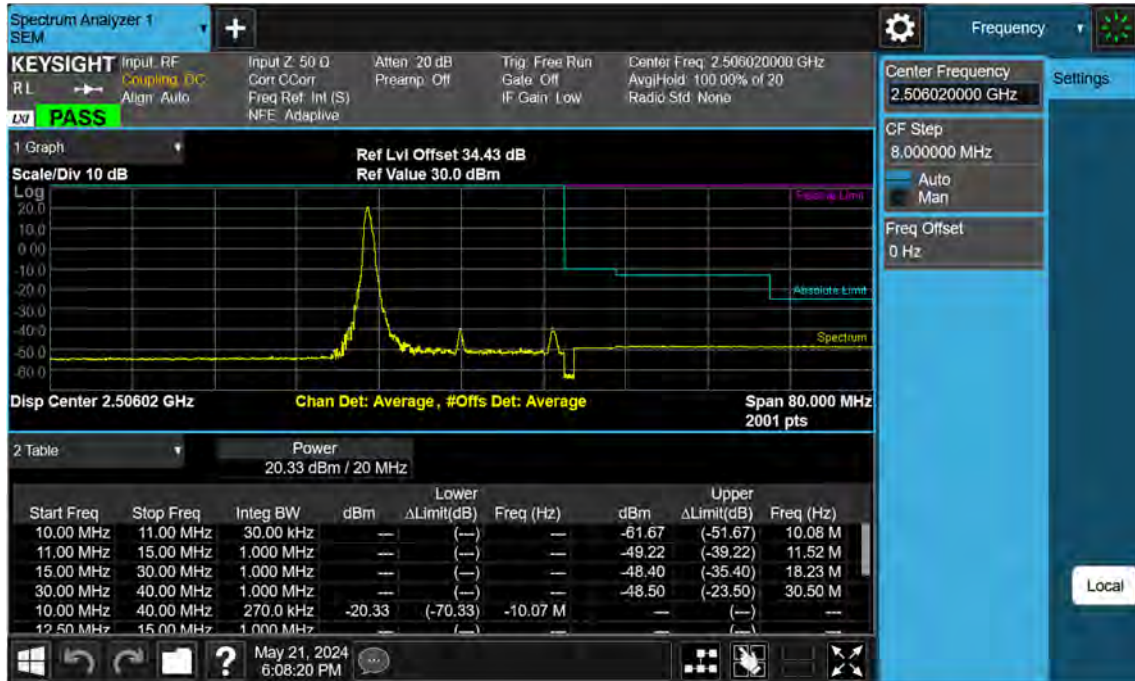 Spectrum Analyzer 1
SEM
Frequency
KEYSIGHT
Input: RF
Coupling: DC
Align: Auto
Input Z: 50 Ω
Corr CCorr
Freq Ref: Int (S)
NFE: Adaptive
Atten: 20 dB
Preamp: Off
Trig: Free Run
Gate: Off
IF Gain: Low
Center Freq: 2.506020000 GHz
Avg|Hold: 100.00% of 20
Radio Std: None
R L
LXI PASS
Center Frequency
2.506020000 GHz
Settings
CF Step
8.000000 MHz
Auto
Man
Freq Offset
0 Hz
1 Graph
Scale/Div 10 dB
Ref Lvl Offset 34.43 dB
Ref Value 30.0 dBm
Log
20.0
10.0
0.00
-10.0
-20.0
-30.0
-40.0
-50.0
-60.0
Absolute Limit
Spectrum
Disp Center 2.50602 GHz
Chan Det: Average, #Offs Det: Average
Span 80.000 MHz
2001 pts
2 Table
Power
20.33 dBm / 20 MHz
Lower Upper
Start Freq Stop Freq Integ BW dBm ΔLimit(dB) Freq (Hz) dBm ΔLimit(dB) Freq (Hz)
10.00 MHz 11.00 MHz 30.00 kHz --- (---) --- -61.67 (-51.67) 10.08 M
11.00 MHz 15.00 MHz 1.000 MHz --- (---) --- -49.22 (-39.22) 11.52 M
15.00 MHz 30.00 MHz 1.000 MHz --- (---) --- -48.40 (-35.40) 18.23 M
30.00 MHz 40.00 MHz 1.000 MHz --- (---) --- -48.50 (-23.50) 30.50 M
10.00 MHz 40.00 MHz 270.0 kHz -20.33 (-70.33) -10.07 M --- (---) ---
12.50 MHz 15.00 MHz 1.000 MHz --- (---) --- --- (---) ---
Local
? May 21, 2024
6:08:20 PM